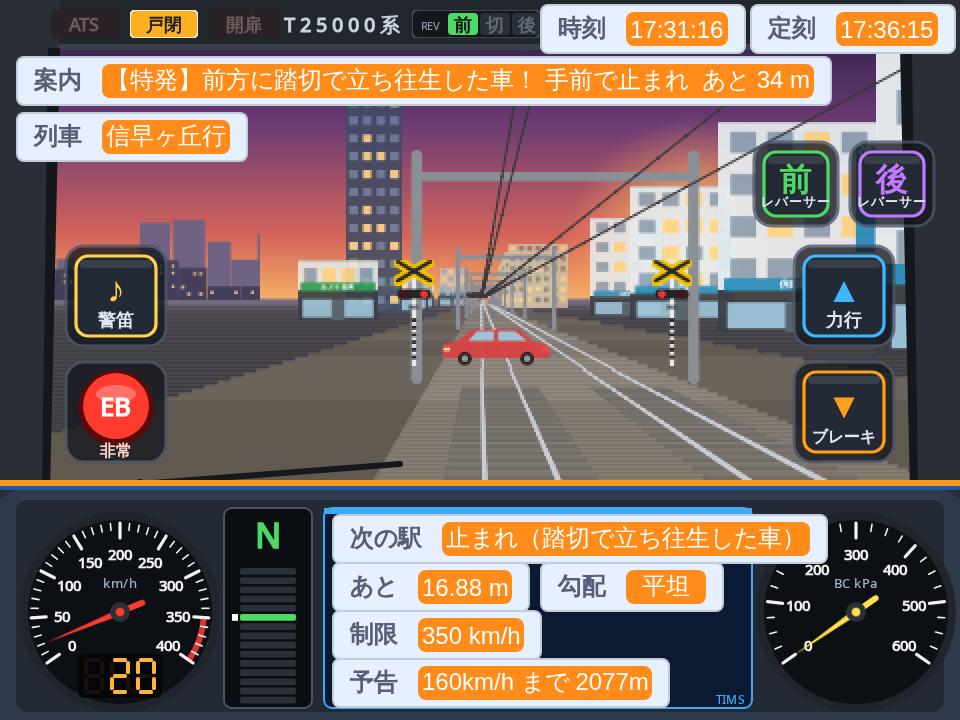 ATS 戸閉 開扉 T25000系 REV 前 切 後
時刻 17:31:16 定刻 17:36:15
案内 【特発】前方に踏切で立ち往生した車！ 手前で止まれ あと 34 m
列車 信早ヶ丘行
前 レバーサー
後 レバーサー
♪ 警笛
▲ 力行
EB 非常
▼ ブレーキ
0 50 100 150 200 250 300 350 400 km/h
20
N
次の駅 止まれ（踏切で立ち往生した車）
あと 16.88 m 勾配 平坦
制限 350 km/h
予告 160km/h まで 2077m
TIMS
0 100 200 300 400 500 600 BC kPa